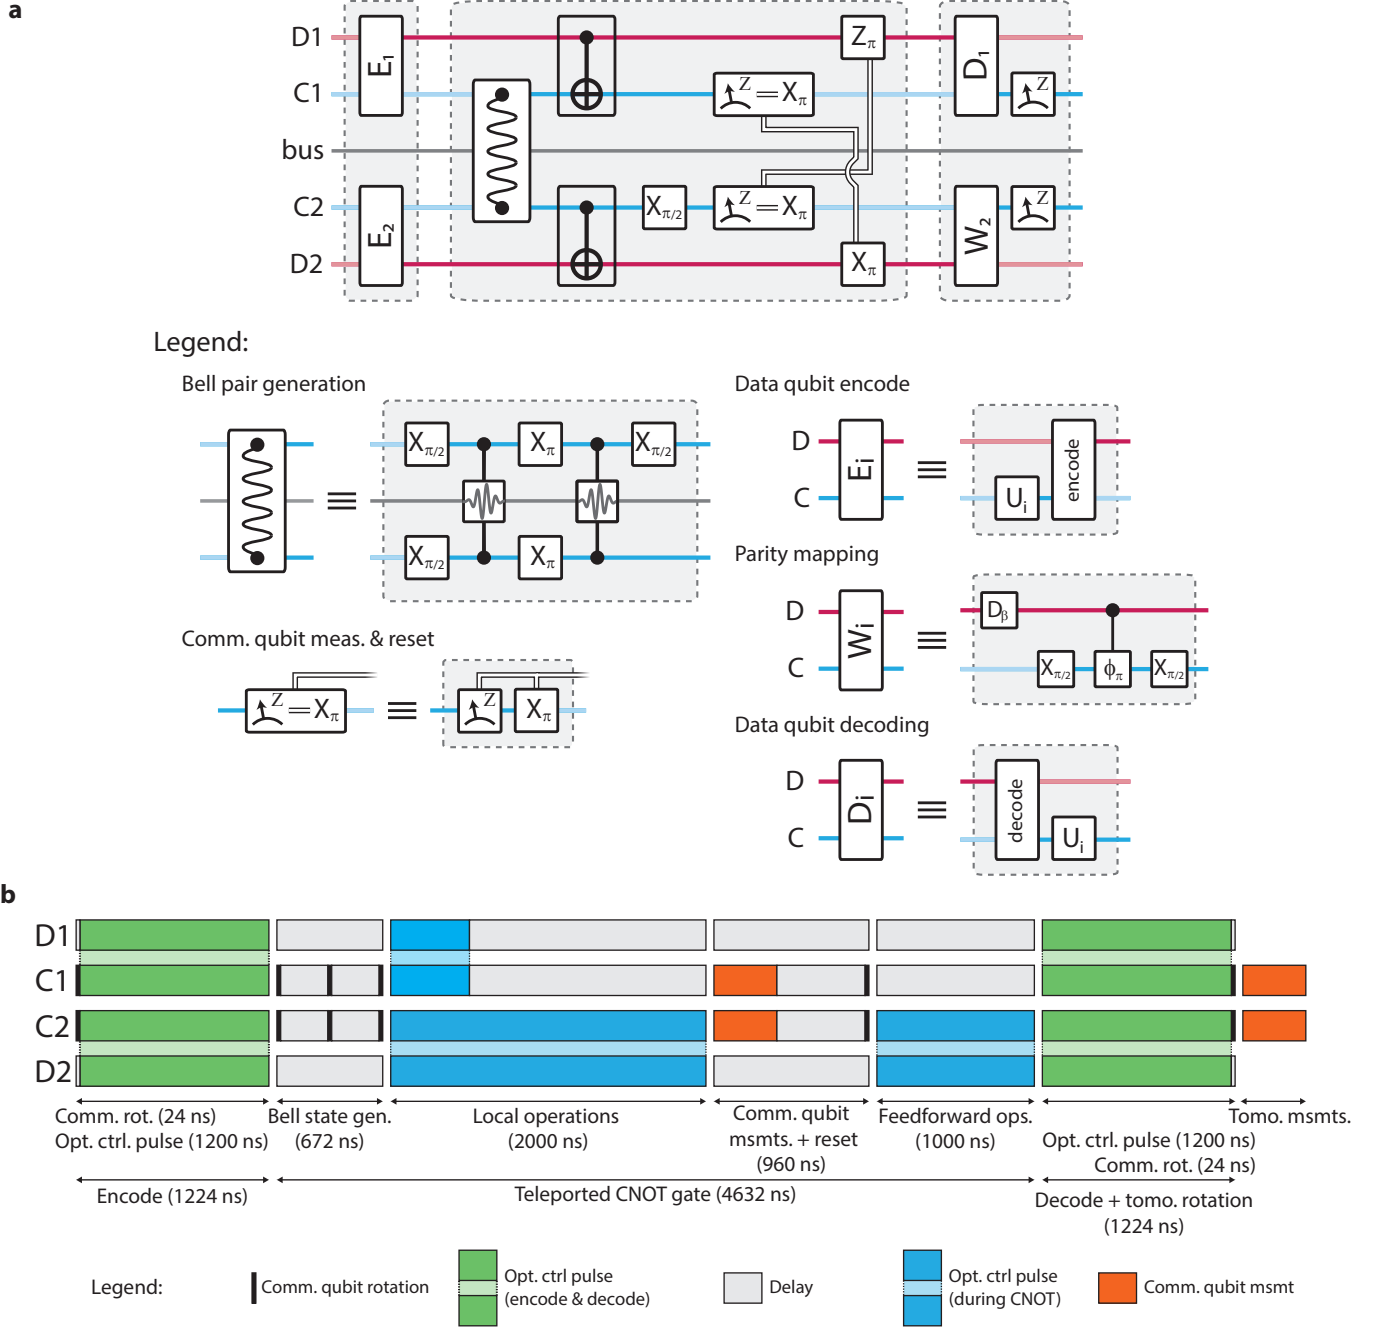 a
D1
E1
Zπ
D1
C1
Z
=Xπ
Z
bus
C2
E2
Xπ/2
Z
=Xπ
W2
Z
D2
Xπ
Legend:
Bell pair generation
Xπ/2
Xπ
Xπ/2
≡
Xπ/2
Xπ
Comm. qubit meas. & reset
Z
=Xπ
≡
Z
Xπ
Data qubit encode
D
Ei
≡
encode
C
Ui
Parity mapping
D
Wi
≡
Dβ
C
Xπ/2
ϕπ
Xπ/2
Data qubit decoding
D
Di
≡
decode
C
Ui
b
D1
C1
C2
D2
Comm. rot. (24 ns)
Opt. ctrl. pulse (1200 ns)
Bell state gen.
(672 ns)
Local operations
(2000 ns)
Comm. qubit
msmts. + reset
(960 ns)
Feedforward ops.
(1000 ns)
Opt. ctrl. pulse (1200 ns)
Comm. rot. (24 ns)
Tomo. msmts.
Encode (1224 ns)
Teleported CNOT gate (4632 ns)
Decode + tomo. rotation
(1224 ns)
Legend:
Comm. qubit rotation
Opt. ctrl pulse
(encode & decode)
Delay
Opt. ctrl pulse
(during CNOT)
Comm. qubit msmt